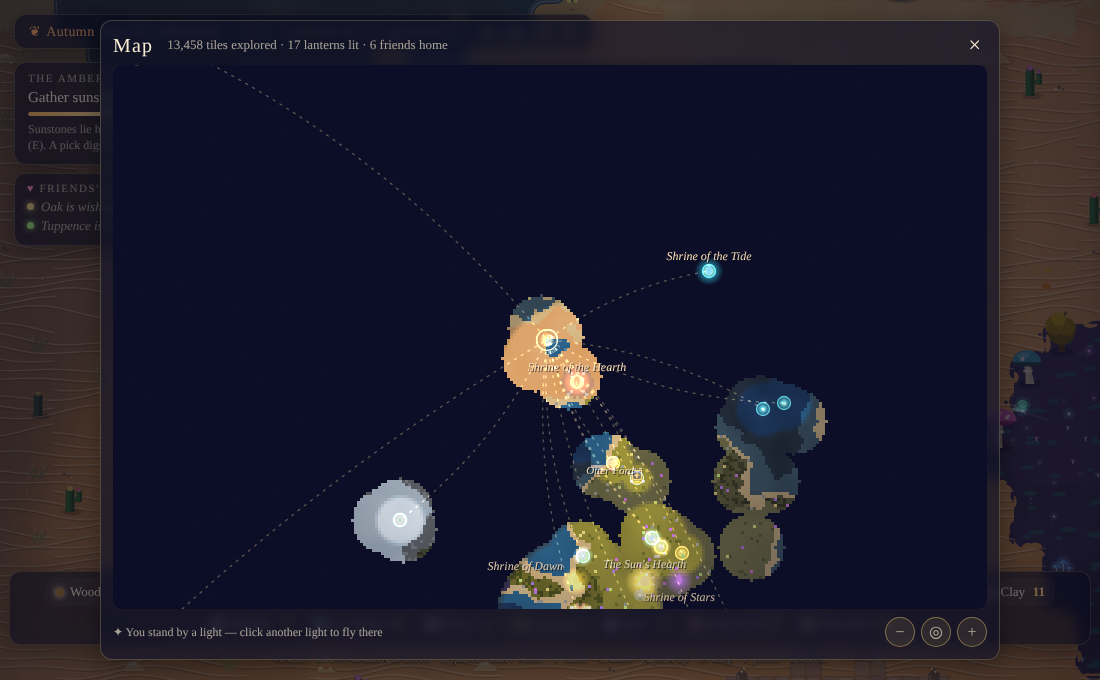 ❦ Autumn
THE AMBER
Gather suns
Sunstones lie h
(E). A pick digs
♥ FRIENDS'
Oak is wish
Tuppence is
Map
13,458 tiles explored · 17 lanterns lit · 6 friends home
×
Shrine of the Tide
Shrine of the Hearth
Otter Ford
Shrine of Dawn
The Sun's Hearth
Shrine of Stars
Wood
Clay 11
✦ You stand by a light — click another light to fly there
− ◎ +